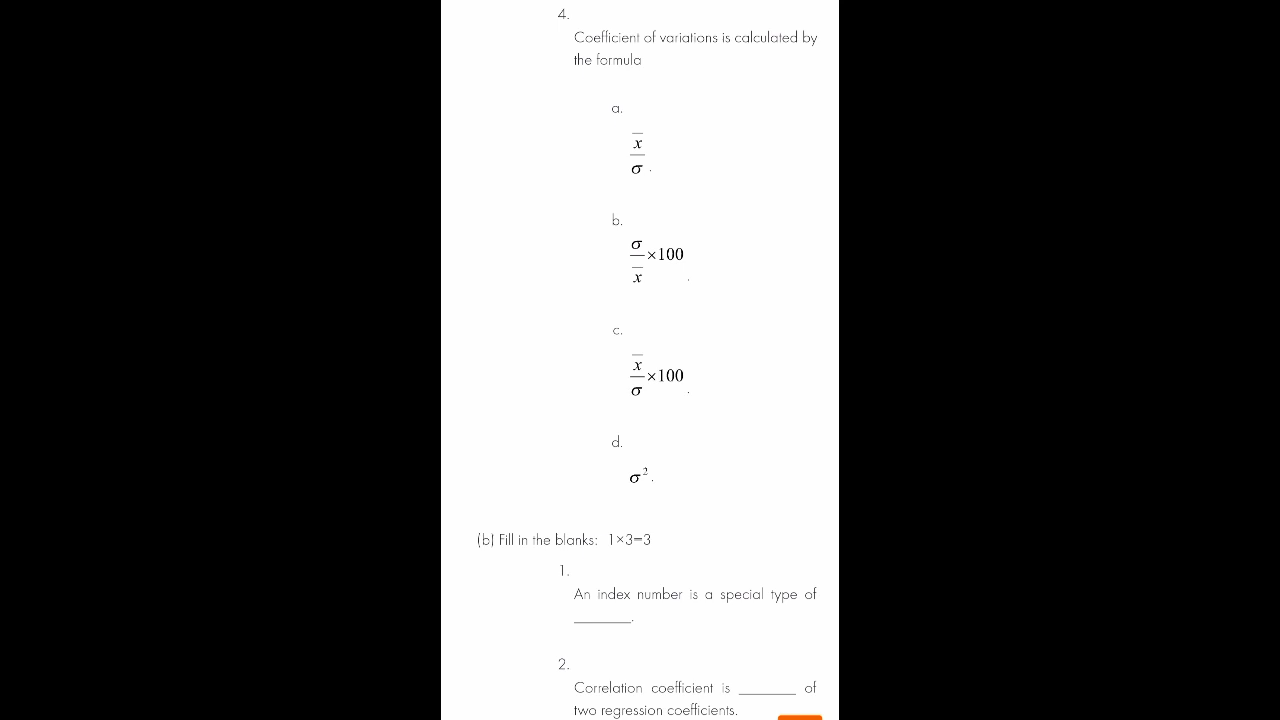 4.
Coefficient of variations is calculated by
the formula
a.
x̅
σ .
b.
σ
x̅ ×100 .
c.
x̅
σ ×100 .
d.
σ² .
(b) Fill in the blanks: 1×3=3
1.
An index number is a special type of
________.
2.
Correlation coefficient is ________ of
two regression coefficients.